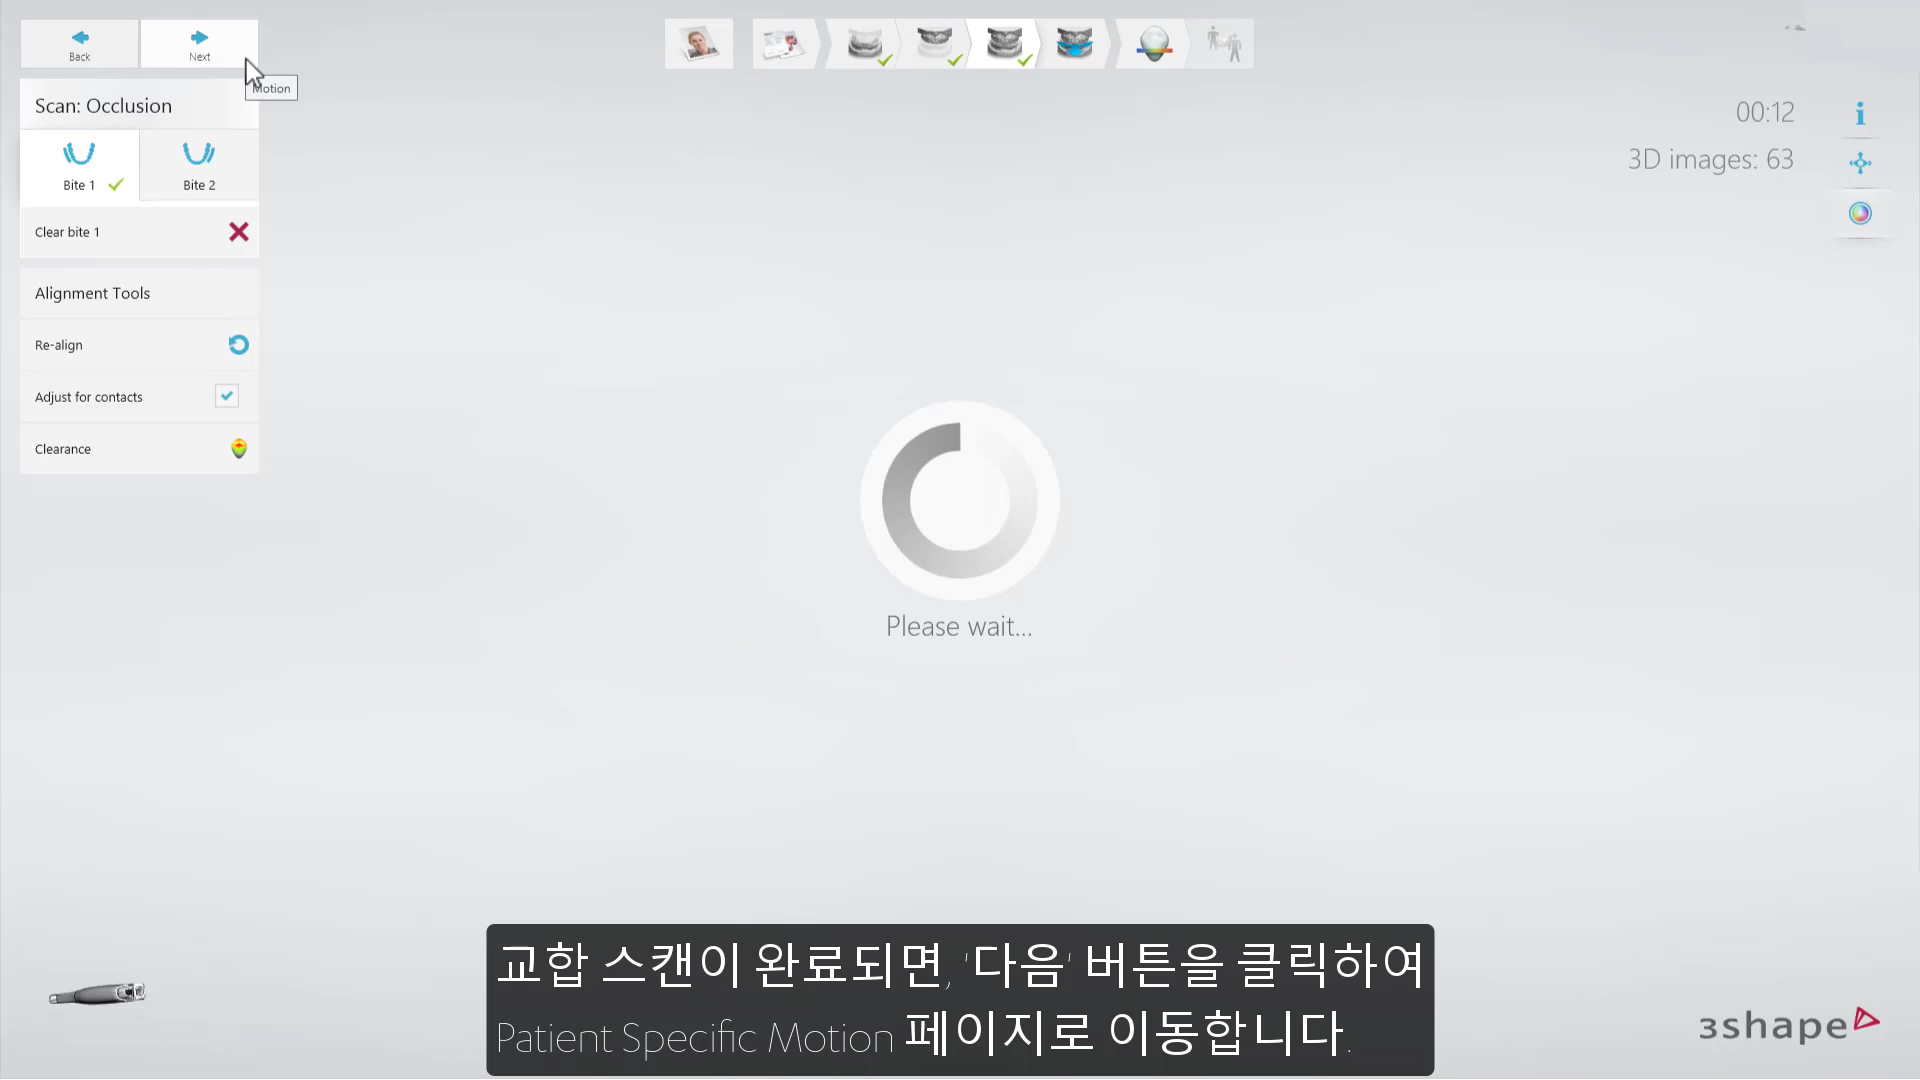 Back
Next
Motion
Scan: Occlusion
Bite 1
Bite 2
Clear bite 1
Alignment Tools
Re-align
Adjust for contacts
Clearance
00:12
3D images: 63
Please wait...
교합 스캔이 완료되면, '다음' 버튼을 클릭하여
Patient Specific Motion 페이지로 이동합니다.
3shape